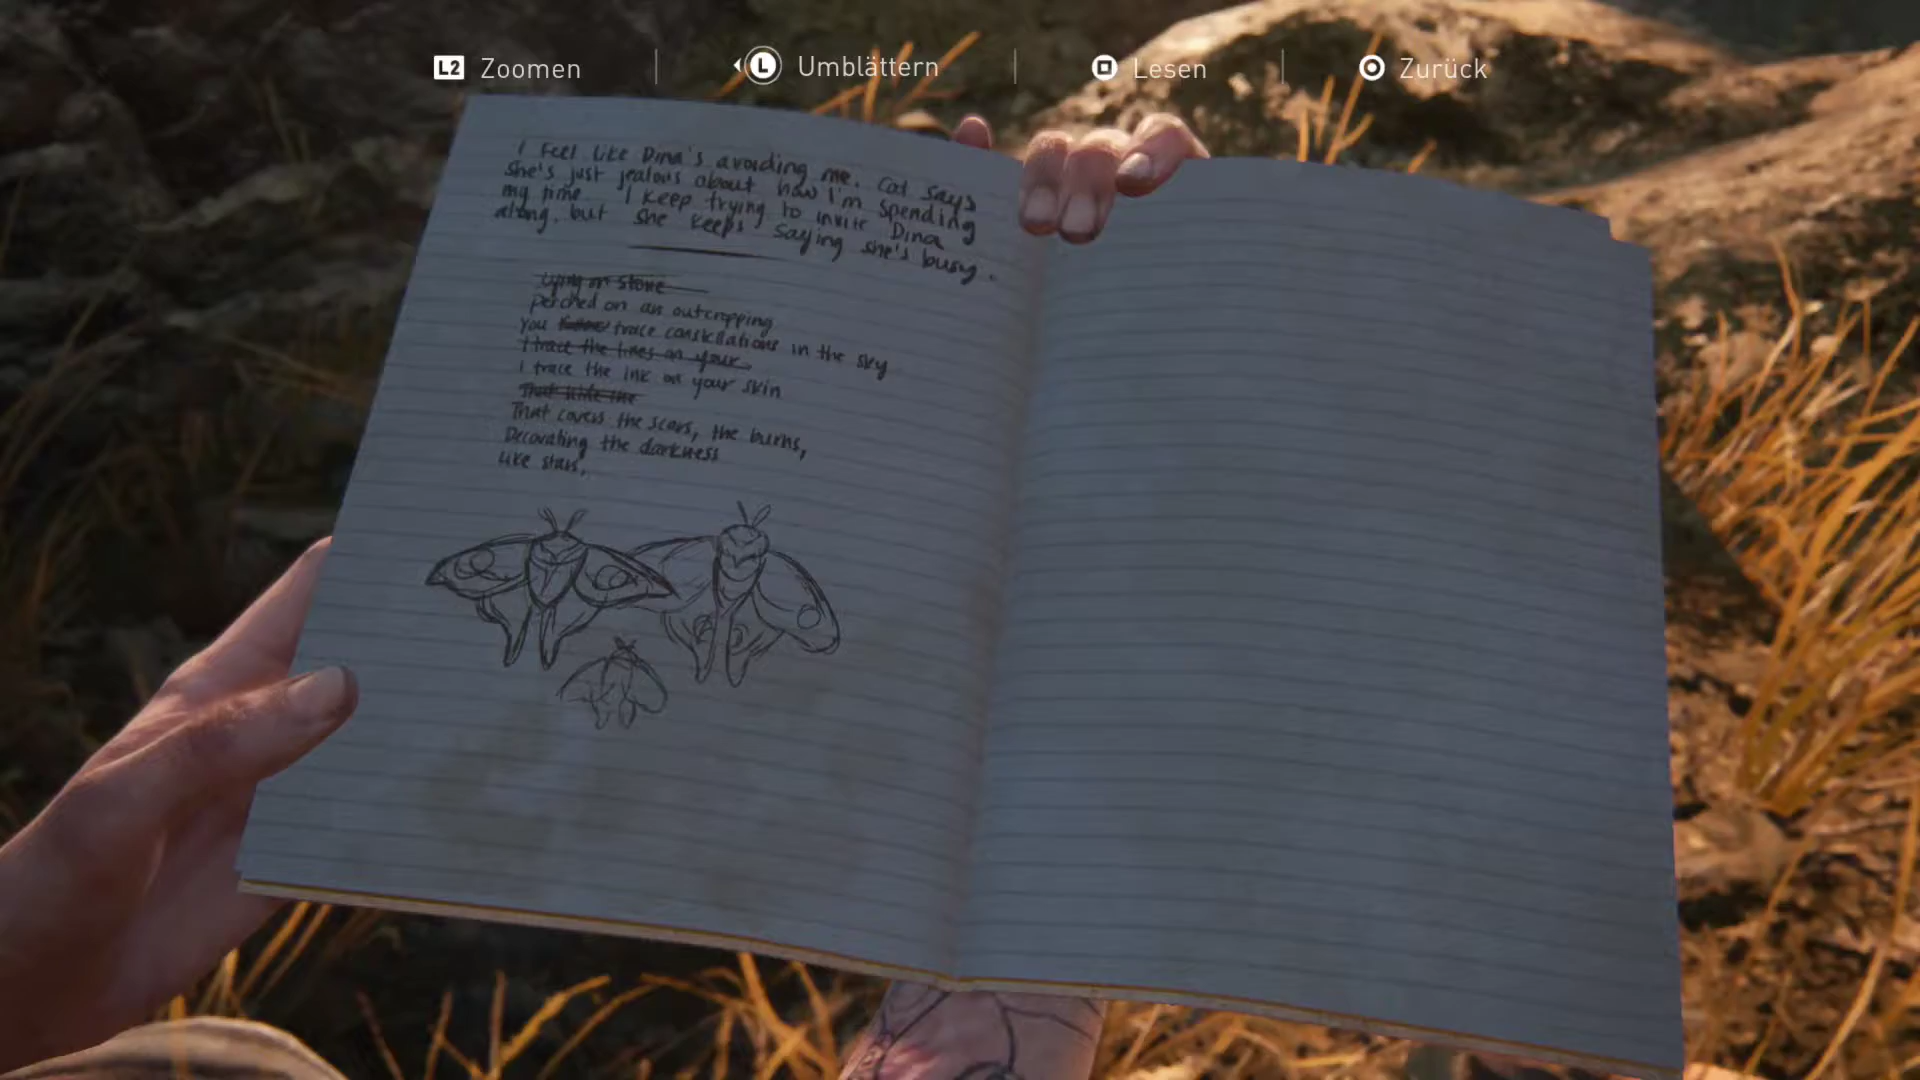 L2 Zoomen L Umblättern Lesen Zurück
I feel like Dina's avoiding me. Cat says
she's just jealous about how I'm spending
my time. I keep trying to invite Dina
along, but she keeps saying she's busy.
Lying on stone
perched on an outcropping
you trace constellations in the sky
I trace the lines on your
I trace the ink on your skin
That hide the
That covers the scars, the burns,
Decorating the darkness
like stars,